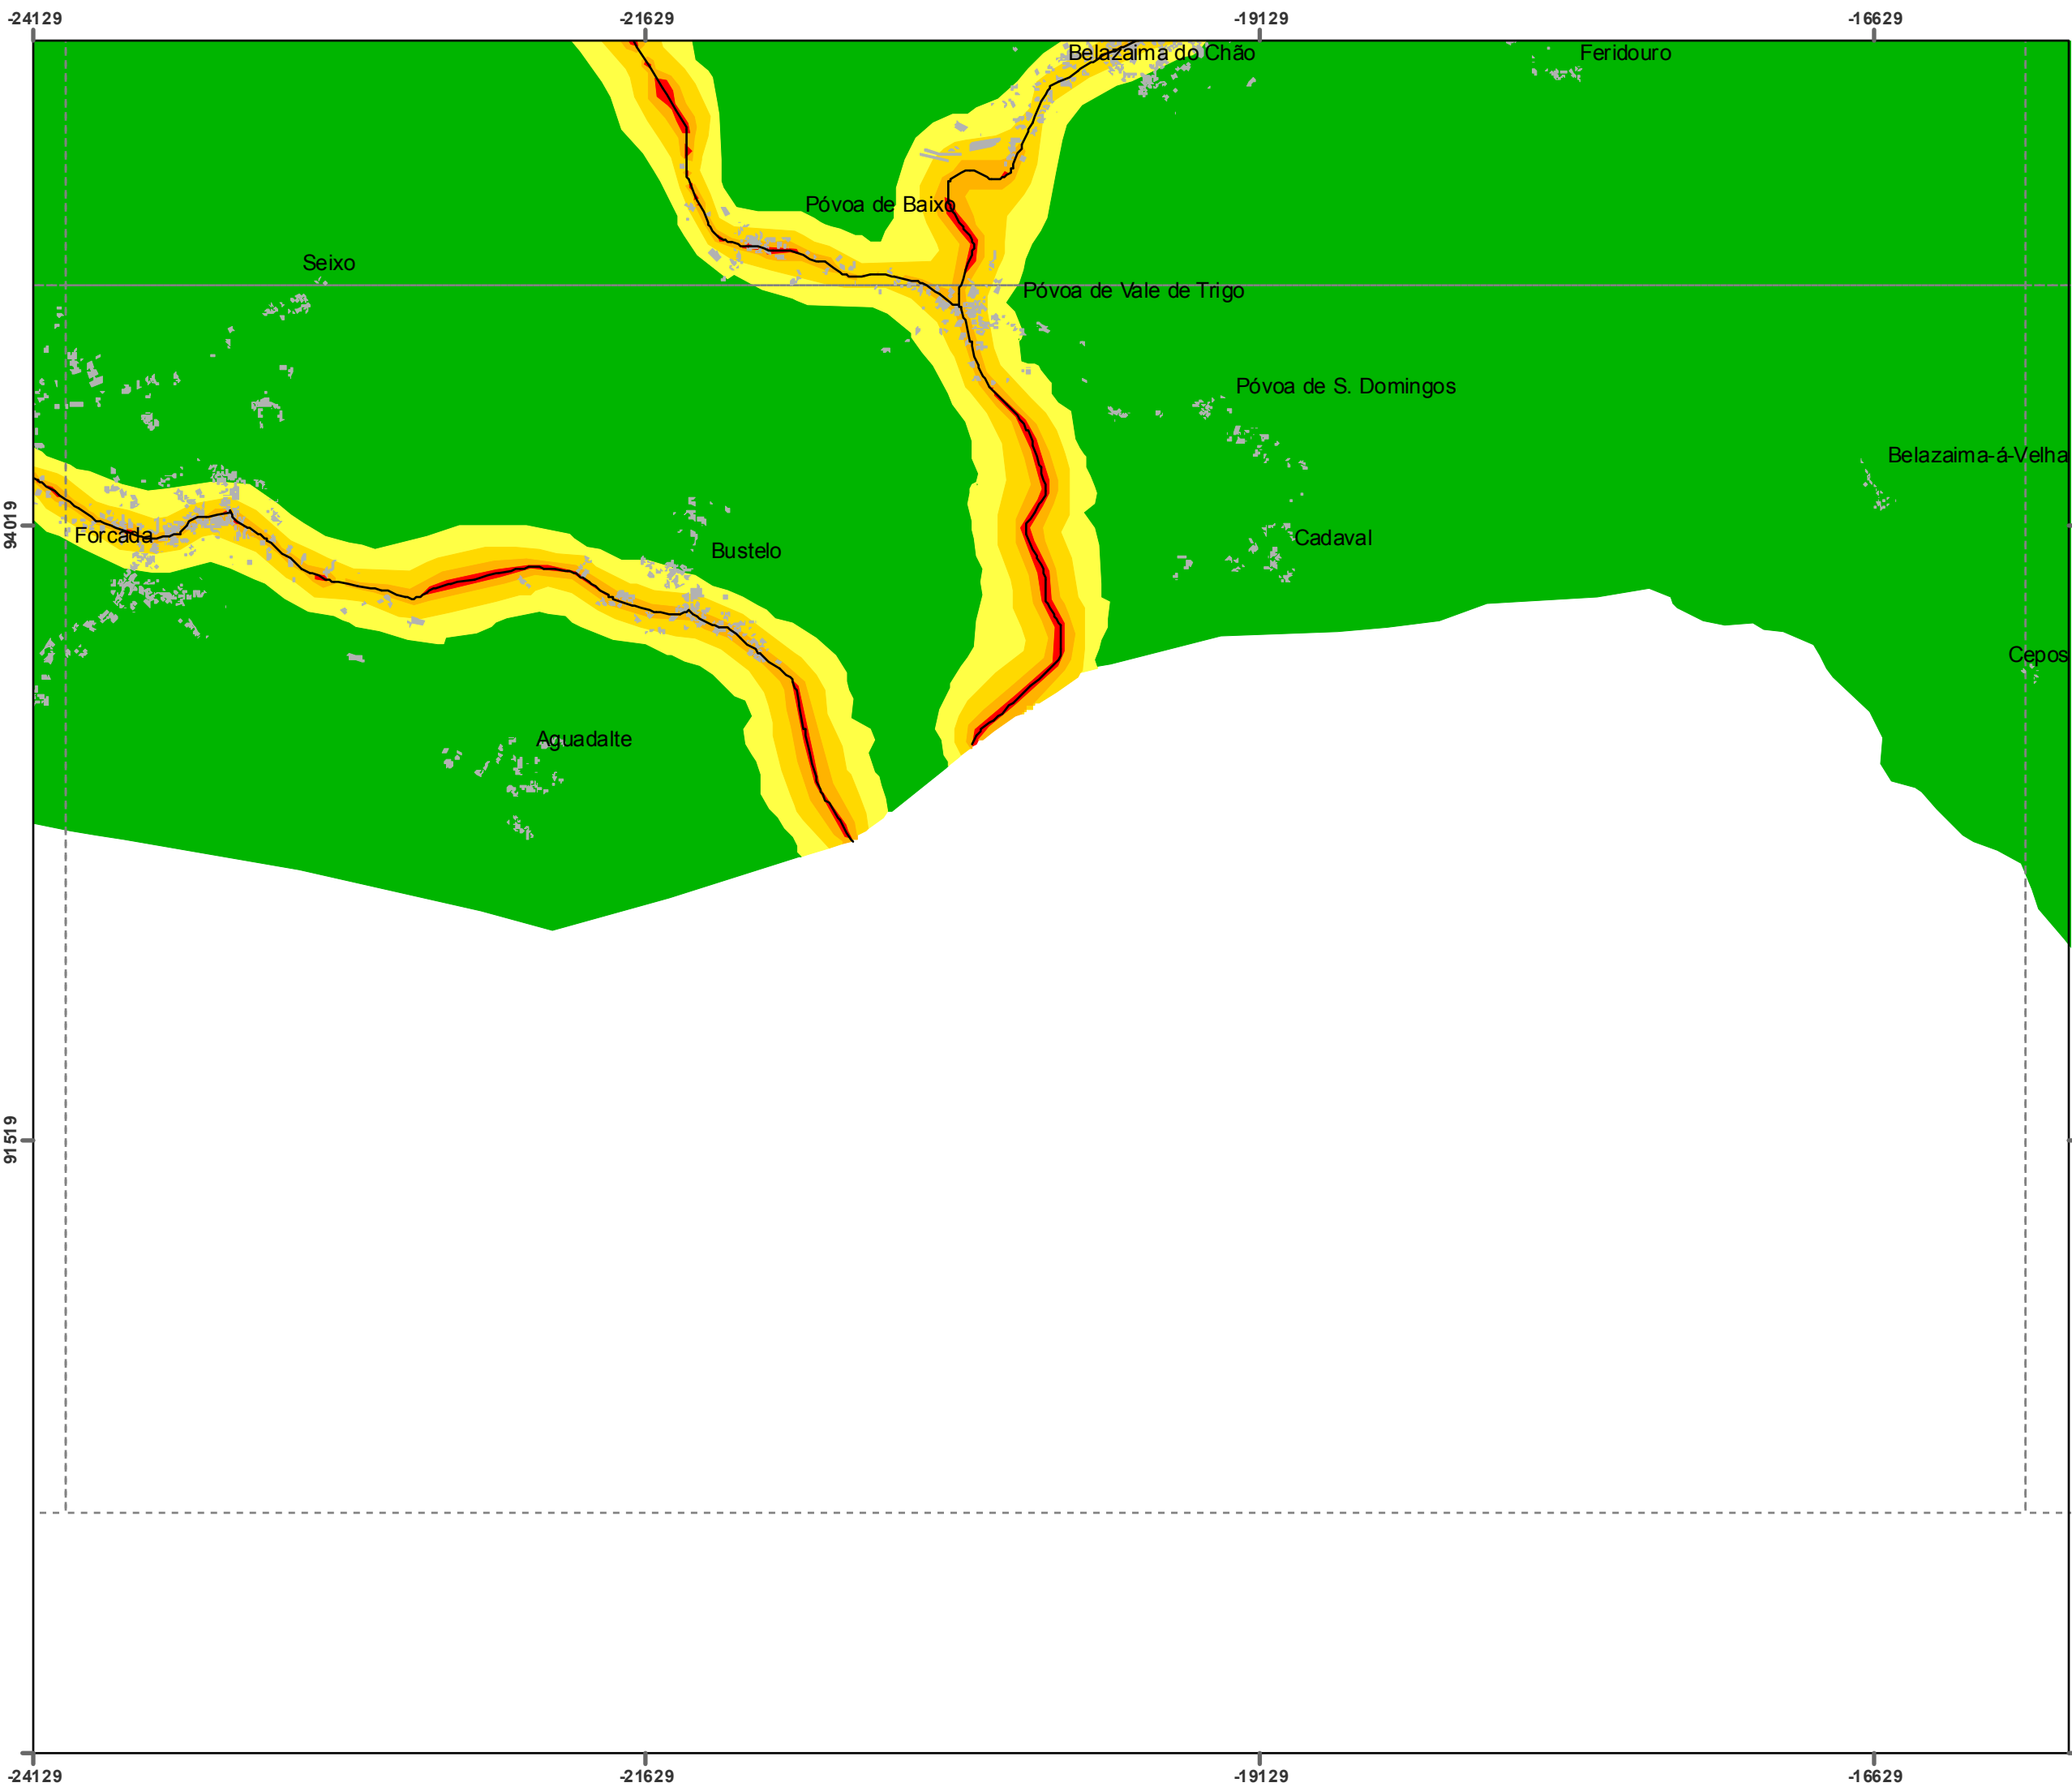 -24129
-21629
-19129
-16629
Belazaima do Chão
Feridouro
Póvoa de Baixo
Seixo
Póvoa de Vale de Trigo
Póvoa de S. Domingos
Belazaima-á-Velha
94019
Forcada
Cadaval
Bustelo
Cepos
Aguadalte
91519
-24129
-21629
-19129
-16629